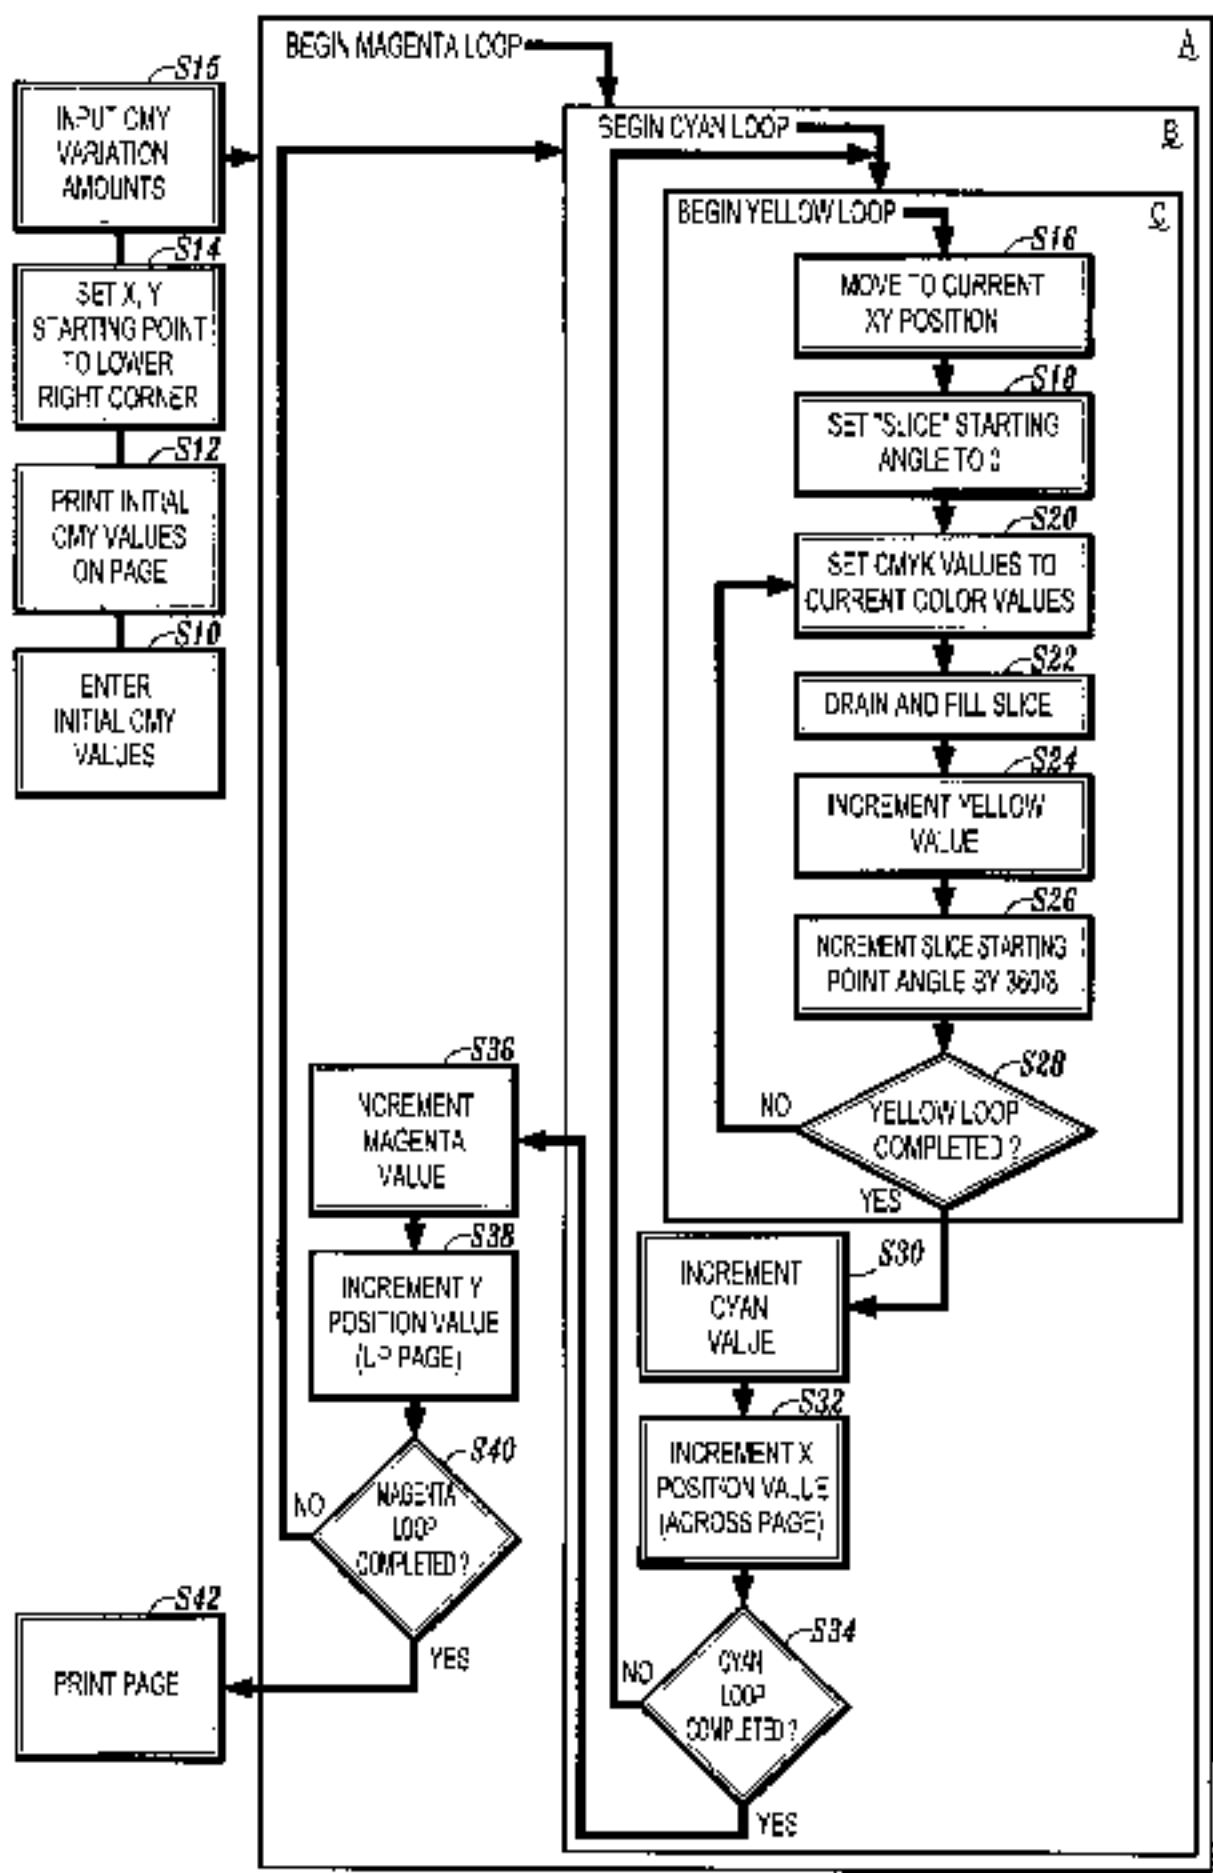 BEGIN MAGENTA LOOP
A
S15
INPUT CMY
VARIATION
AMOUNTS
S14
SET X, Y
STARTING POINT
TO LOWER
RIGHT CORNER
S12
PRINT INITIAL
CMY VALUES
ON PAGE
S10
ENTER
INITIAL CMY
VALUES
BEGIN CYAN LOOP
B
BEGIN YELLOW LOOP
C
S16
MOVE TO CURRENT
XY POSITION
S18
SET "SLICE" STARTING
ANGLE TO 0
S20
SET CMYK VALUES TO
CURRENT COLOR VALUES
S22
DRAIN AND FILL SLICE
S24
INCREMENT YELLOW
VALUE
S26
INCREMENT SLICE STARTING
POINT ANGLE BY
S28
YELLOW LOOP
COMPLETED ?
NO
YES
S30
INCREMENT
CYAN
VALUE
S32
INCREMENT X
POSITION VALUE
(ACROSS PAGE)
S34
CYAN
LOOP
COMPLETED ?
NO
YES
S36
INCREMENT
MAGENTA
VALUE
S38
INCREMENT Y
POSITION VALUE
(UP PAGE)
S40
MAGENTA
LOOP
COMPLETED ?
NO
YES
S42
PRINT PAGE